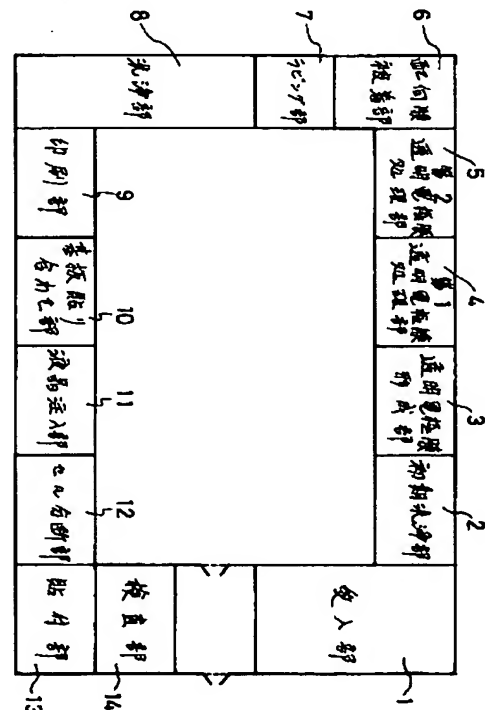 受入部
1
初期洗浄部
2
透明電極膜
形成部
3
第1
透明電極膜
処理部
4
第2
透明電極膜
処理部
5
配向膜
被着部
6
ラビング部
7
洗浄部
8
印刷部
9
基板貼り
合わせ部
10
液晶注入部
11
セル分断部
12
貼付部
13
検査部
14